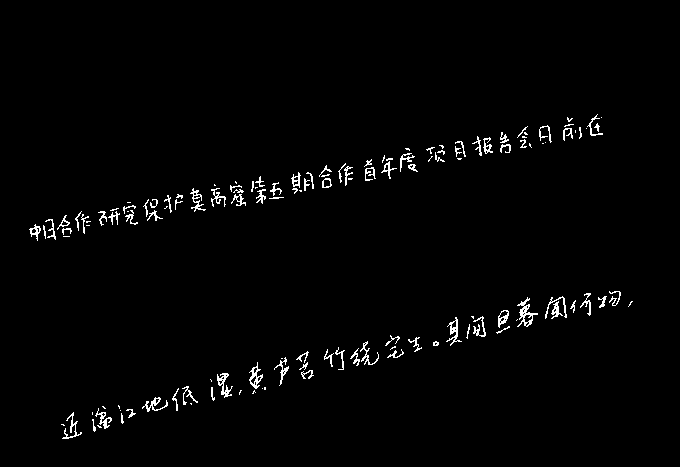 中日合作研究保护莫高窟第五期合作首年度项目报告会日前在
近湓江地低湿,黄芦苦竹绕宅生。其间旦暮闻何物,